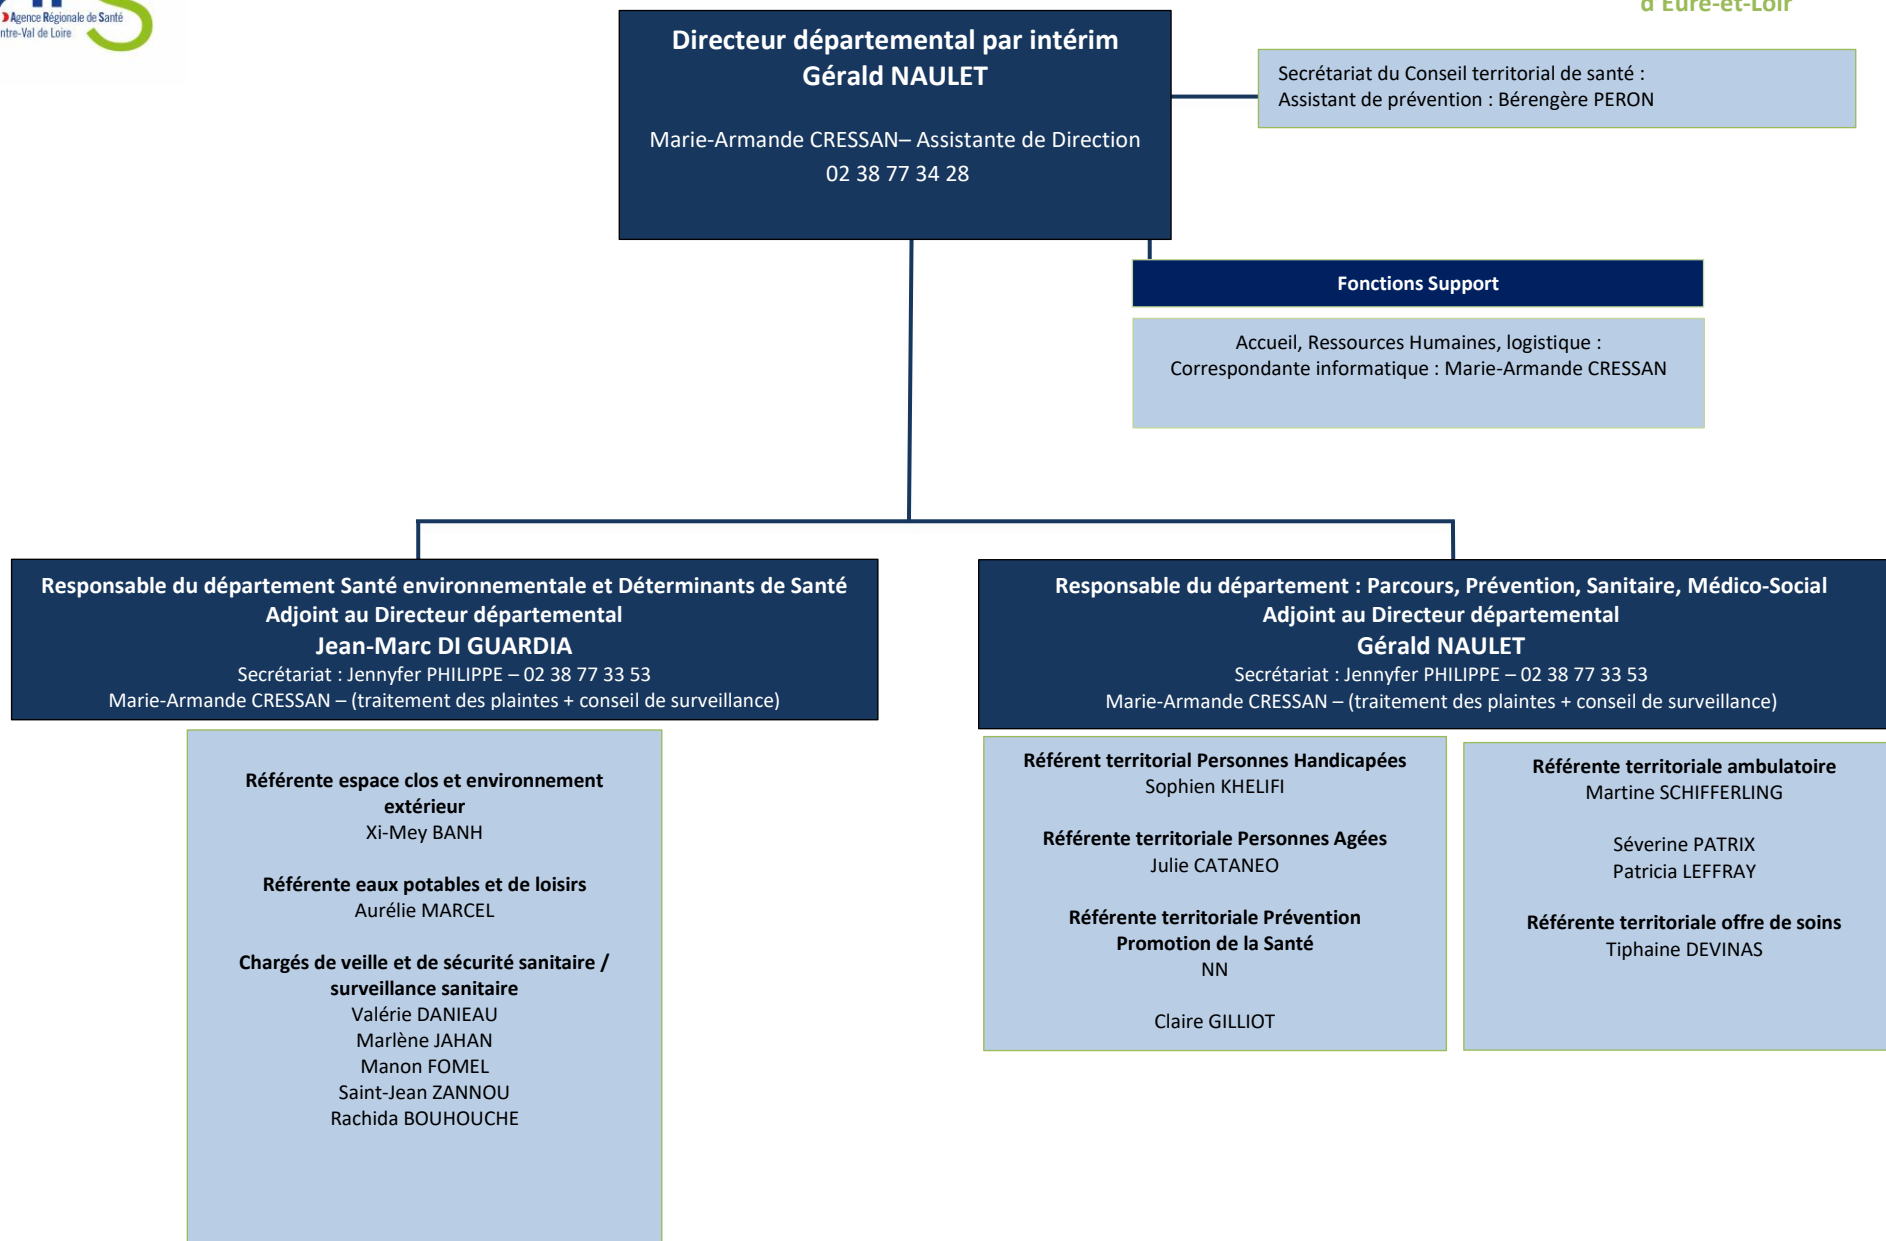 Agence Régionale de Santé
ntre-Val de Loire
d'Eure-et-Loir
Directeur départemental par intérim
Gérald NAULET
Marie-Armande CRESSAN– Assistante de Direction
02 38 77 34 28
Secrétariat du Conseil territorial de santé :
Assistant de prévention : Bérengère PERON
Fonctions Support
Accueil, Ressources Humaines, logistique :
Correspondante informatique : Marie-Armande CRESSAN
Responsable du département Santé environnementale et Déterminants de Santé
Adjoint au Directeur départemental
Jean-Marc DI GUARDIA
Secrétariat : Jennyfer PHILIPPE – 02 38 77 33 53
Marie-Armande CRESSAN – (traitement des plaintes + conseil de surveillance)
Référente espace clos et environnement
extérieur
Xi-Mey BANH
Référente eaux potables et de loisirs
Aurélie MARCEL
Chargés de veille et de sécurité sanitaire /
surveillance sanitaire
Valérie DANIEAU
Marlène JAHAN
Manon FOMEL
Saint-Jean ZANNOU
Rachida BOUHOUCHE
Responsable du département : Parcours, Prévention, Sanitaire, Médico-Social
Adjoint au Directeur départemental
Gérald NAULET
Secrétariat : Jennyfer PHILIPPE – 02 38 77 33 53
Marie-Armande CRESSAN – (traitement des plaintes + conseil de surveillance)
Référent territorial Personnes Handicapées
Sophien KHELIFI
Référente territoriale Personnes Agées
Julie CATANEO
Référente territoriale Prévention
Promotion de la Santé
NN
Claire GILLIOT
Référente territoriale ambulatoire
Martine SCHIFFERLING
Séverine PATRIX
Patricia LEFFRAY
Référente territoriale offre de soins
Tiphaine DEVINAS